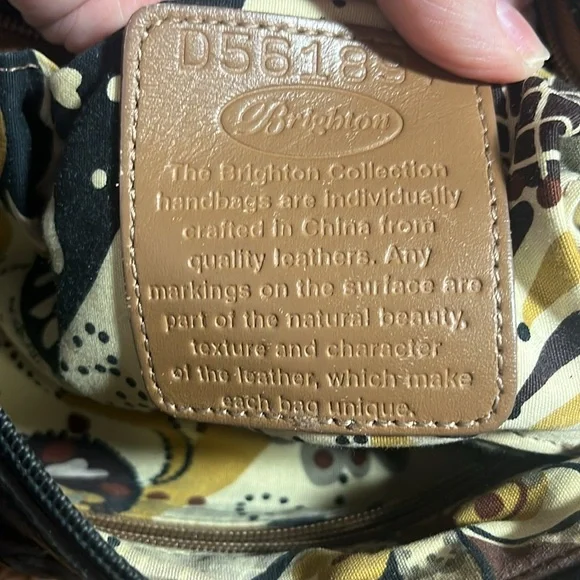 D56189
Brighton
The Brighton Collection
handbags are individually
crafted in China from
quality leathers. Any
markings on the surface are
part of the natural beauty,
texture and character
of the leather, which make
each bag unique.